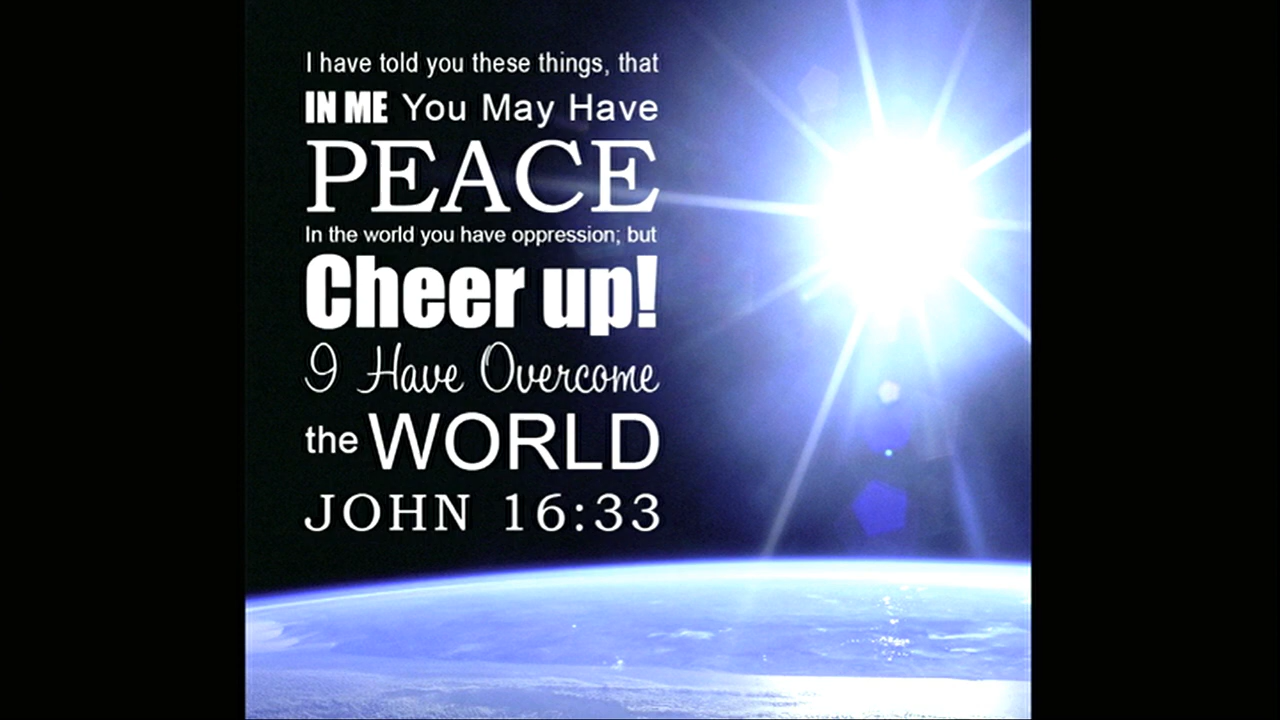 I have told you these things, that
IN ME You May Have
PEACE
In the world you have oppression; but
Cheer up!
I Have Overcome
the WORLD
JOHN 16:33